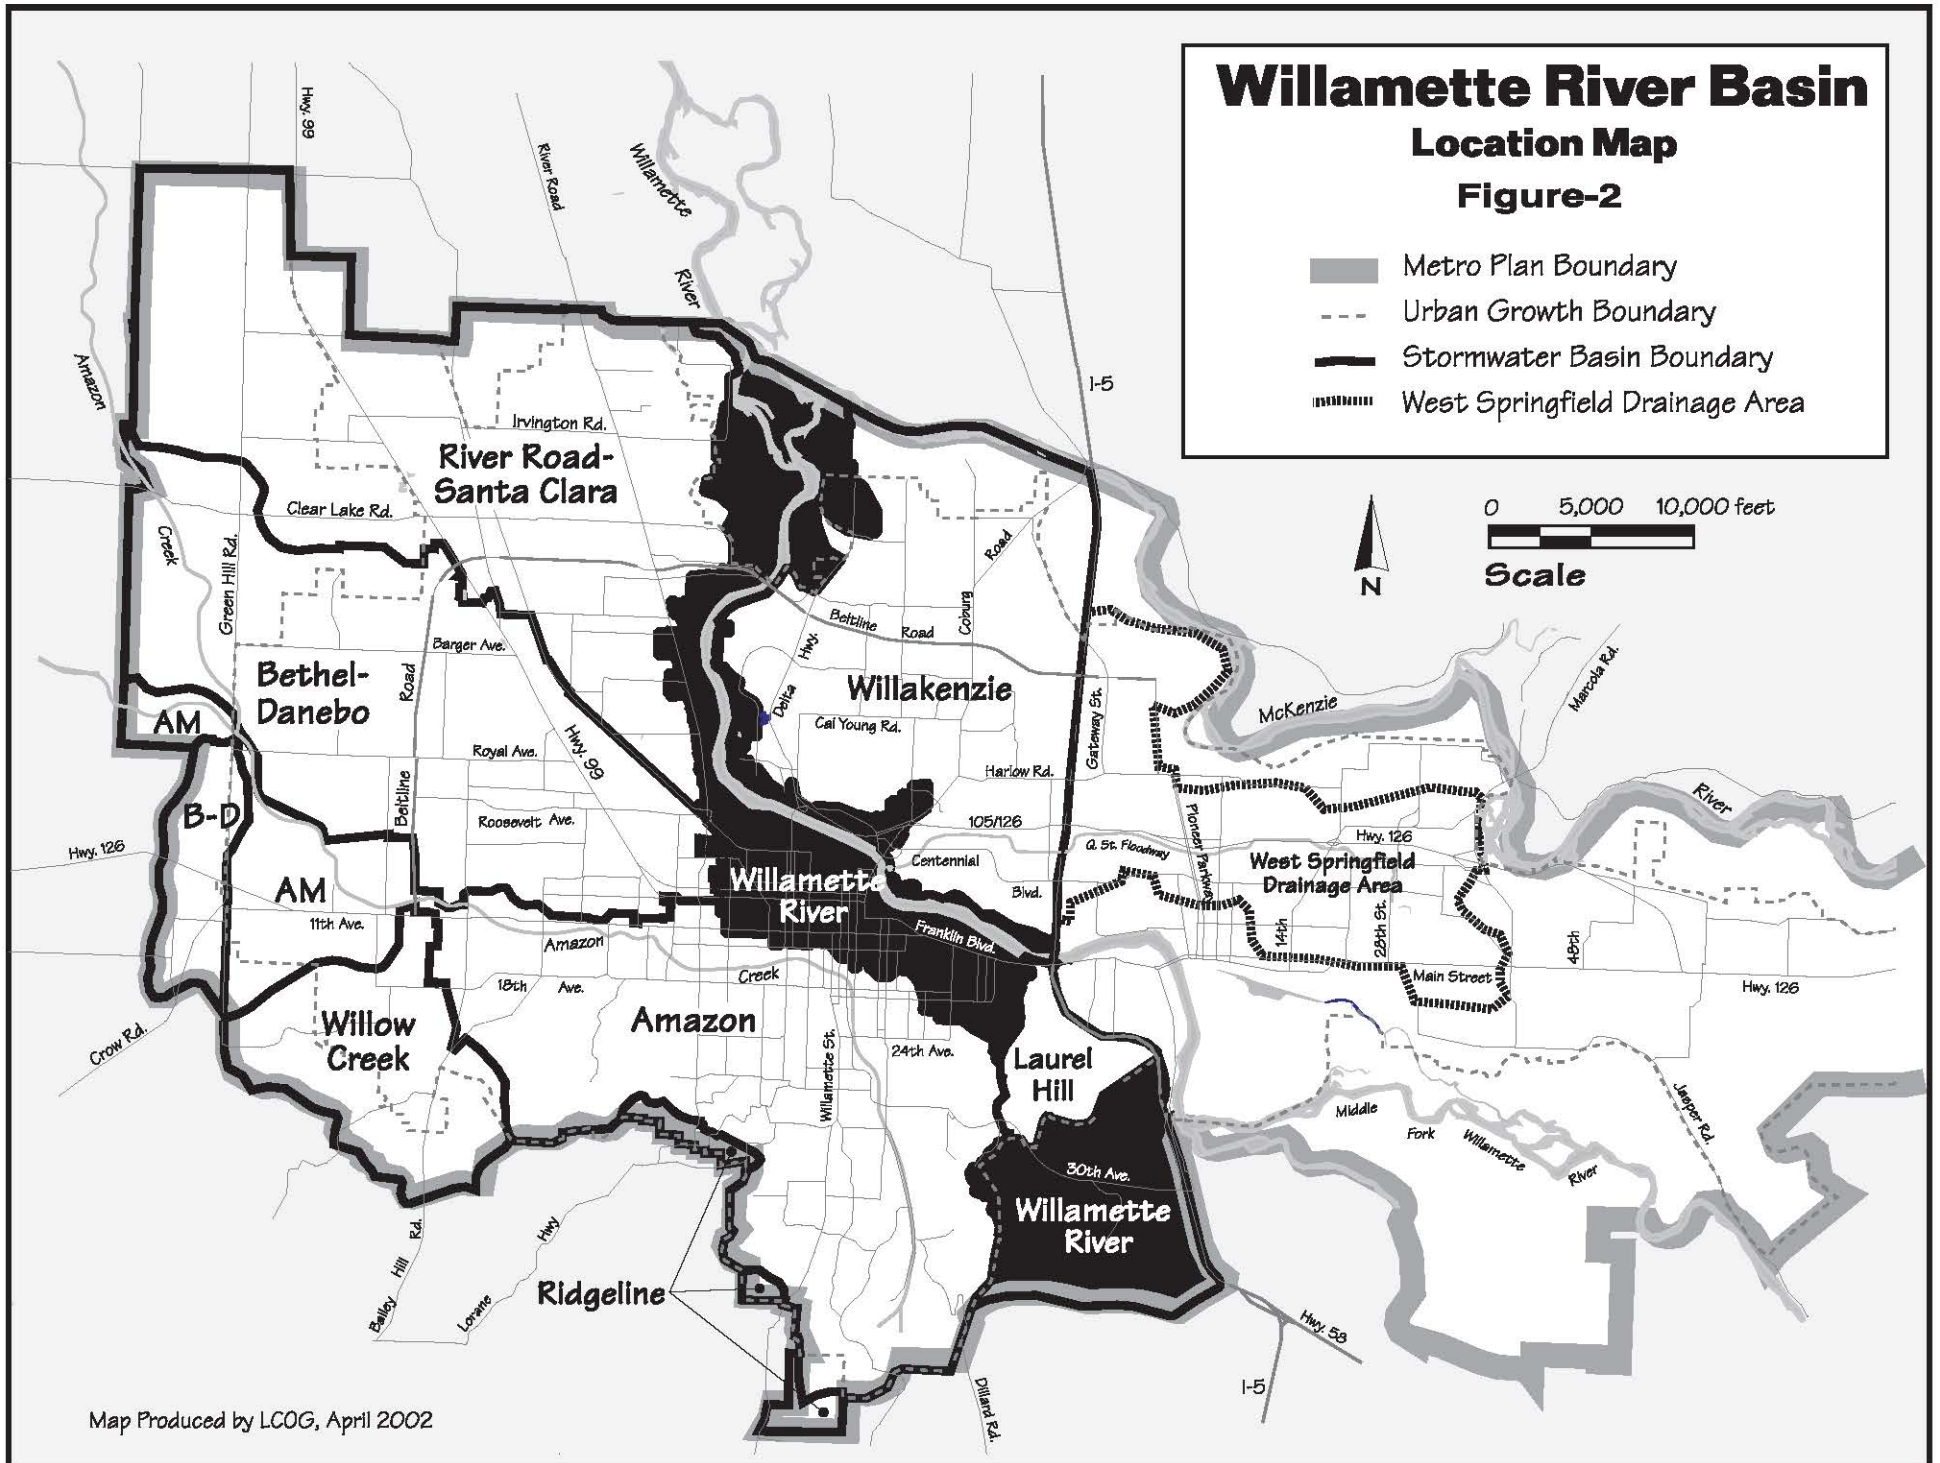 Willamette River Basin
Location Map
Figure-2
Metro Plan Boundary
Urban Growth Boundary
Stormwater Basin Boundary
West Springfield Drainage Area
0 5,000 10,000 feet
Scale
N
Hwy. 99
River Road
Willamette
River
I-5
Amazon
Creek
Irvington Rd.
River Road-
Santa Clara
Clear Lake Rd.
Green Hill Rd.
Road
Coburg
Beltline Road
Hwy.
Delta
Barger Ave.
Bethel-
Danebo
Road
Beltline
Willakenzie
Cal Young Rd.
Gateway St.
McKenzie
River
Marcola Rd.
AM
Royal Ave.
Hwy. 99
Harlow Rd.
B-D
Roosevelt Ave.
105/126
Pioneer Parkway
Hwy. 126
Hwy. 126
Q. St. Floodway
Centennial
Blvd.
West Springfield
Drainage Area
AM
Willamette
River
11th Ave.
Franklin Blvd.
14th
28th St.
48th
Amazon
Creek
18th Ave.
Main Street
Hwy. 126
Crow Rd.
Willow
Creek
Amazon
Willamette St.
24th Ave.
Laurel
Hill
Middle
Fork
Willamette
River
Jasper Rd.
30th Ave.
Willamette
River
Bailey Hill Rd.
Lorane Hwy
Ridgeline
Hwy. 58
I-5
Dillard Rd.
Map Produced by LCOG, April 2002